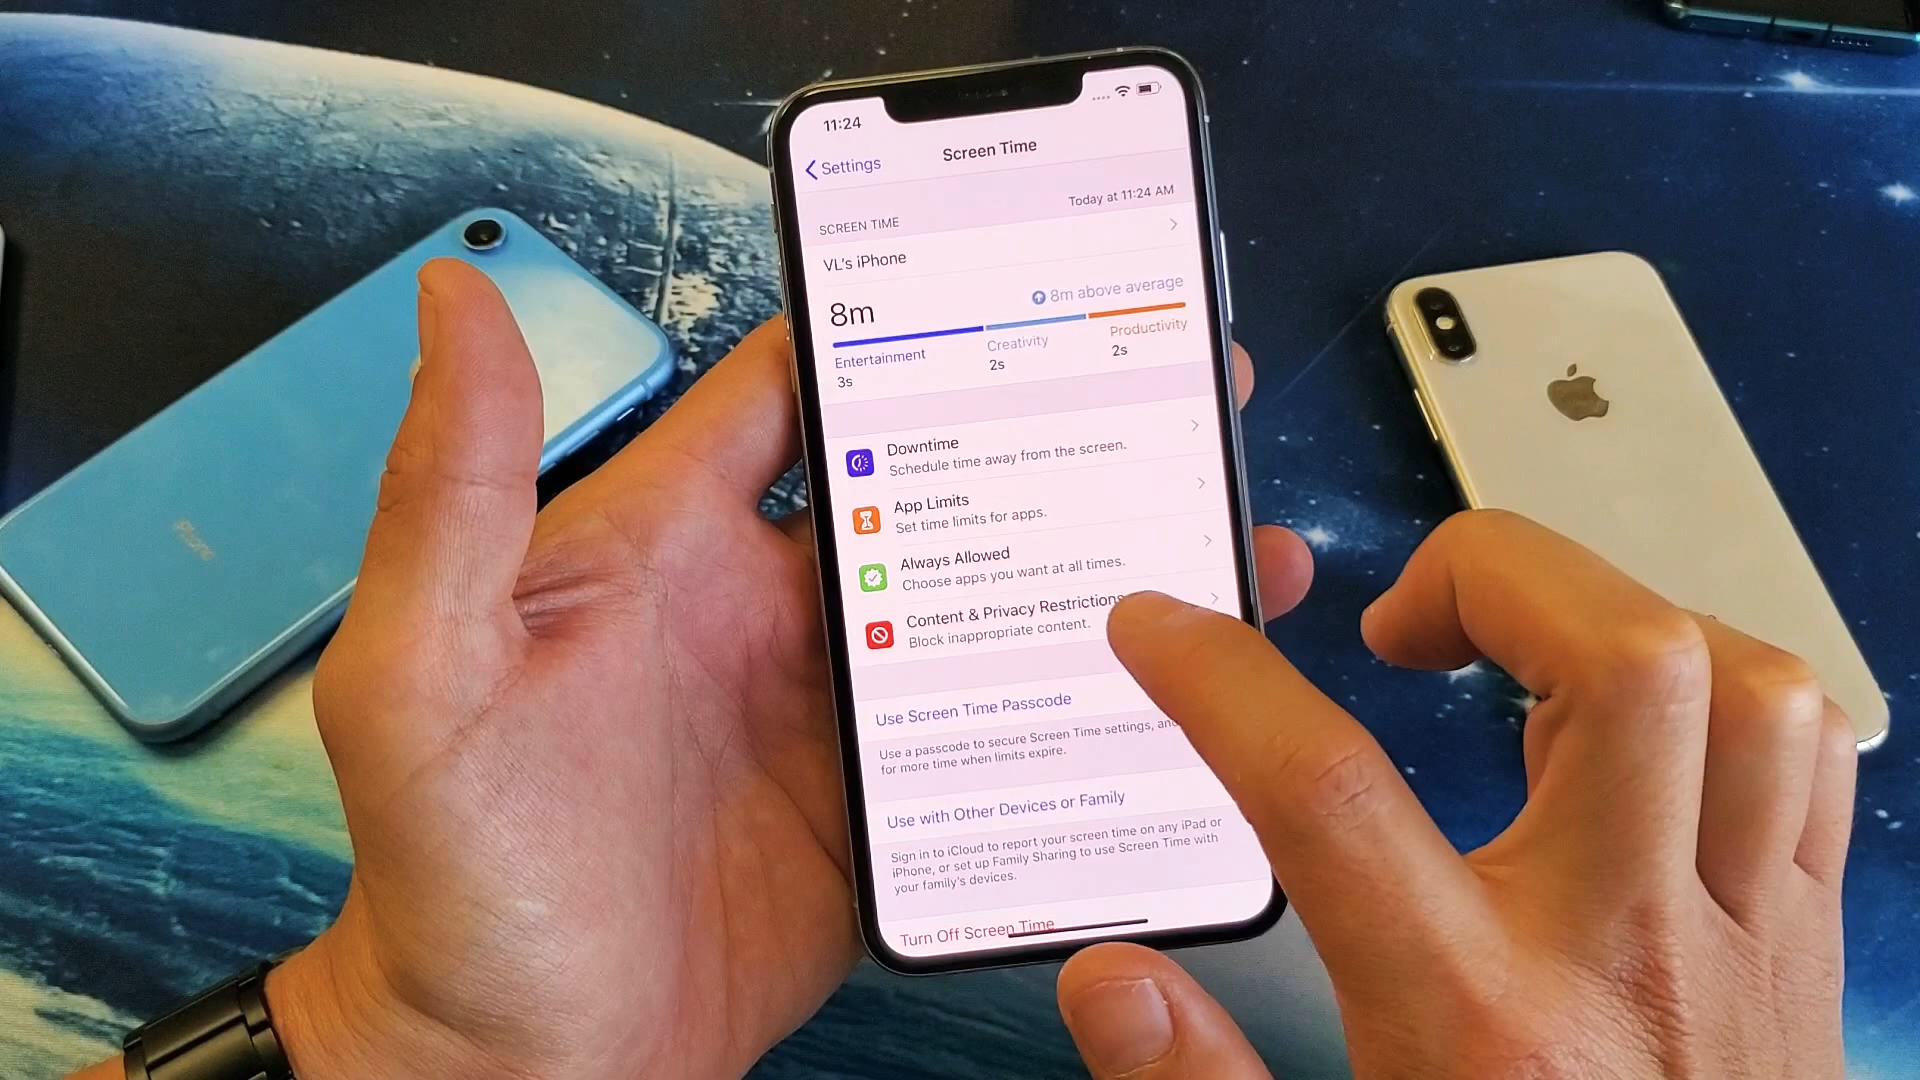 11:24
Settings
Screen Time
SCREEN TIME
Today at 11:24 AM
VL's iPhone
8m
8m above average
Entertainment
Creativity
Productivity
3s
2s
2s
Downtime
Schedule time away from the screen.
App Limits
Set time limits for apps.
Always Allowed
Choose apps you want at all times.
Content & Privacy Restrictions
Block inappropriate content.
Use Screen Time Passcode
Use a passcode to secure Screen Time settings, and
for more time when limits expire.
Use with Other Devices or Family
Sign in to iCloud to report your screen time on any iPad or
iPhone, or set up Family Sharing to use Screen Time with
your family's devices.
Turn Off Screen Time
iPhone